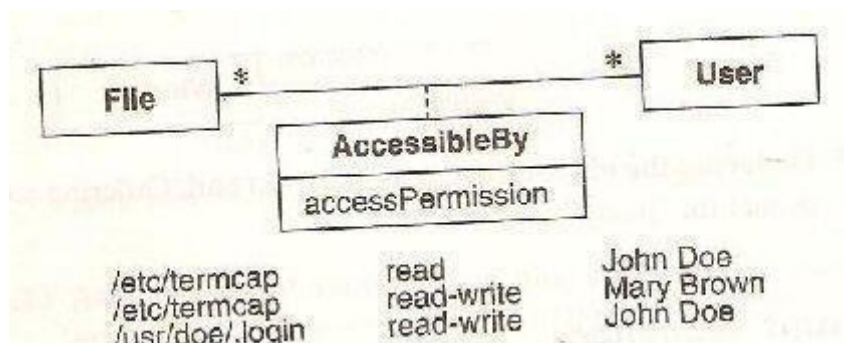 File
*
*
User
AccessibleBy
accessPermission
/etc/termcap read John Doe
/etc/termcap read-write Mary Brown
/usr/doe/.login read-write John Doe